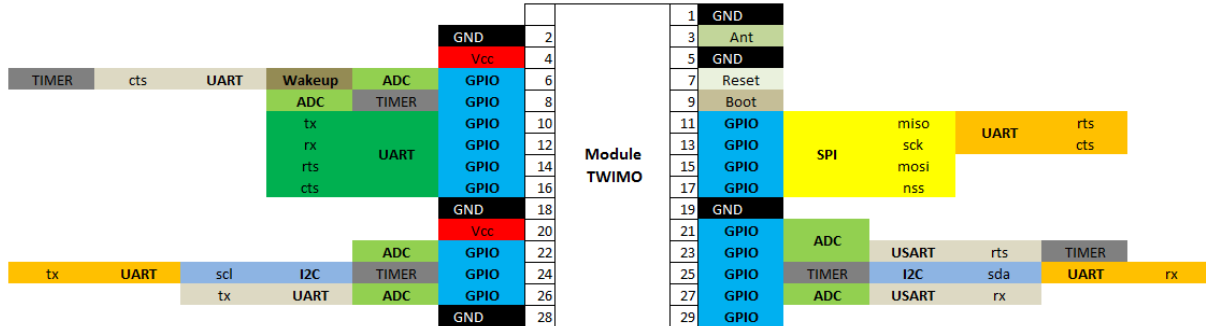 1 GND
GND 2 3 Ant
Vcc 4 5 GND
TIMER cts UART Wakeup ADC GPIO 6 7 Reset
ADC TIMER GPIO 8 9 Boot
tx GPIO 10 11 GPIO miso rts
UART
rx GPIO 12 13 GPIO sck cts
UART Module SPI
rts GPIO 14 TWIMO 15 GPIO mosi
cts GPIO 16 17 GPIO nss
GND 18 19 GND
Vcc 20 21 GPIO
ADC
ADC GPIO 22 23 GPIO USART rts TIMER
tx UART scl I2C TIMER GPIO 24 25 GPIO TIMER I2C sda UART rx
tx UART ADC GPIO 26 27 GPIO ADC USART rx
GND 28 29 GPIO